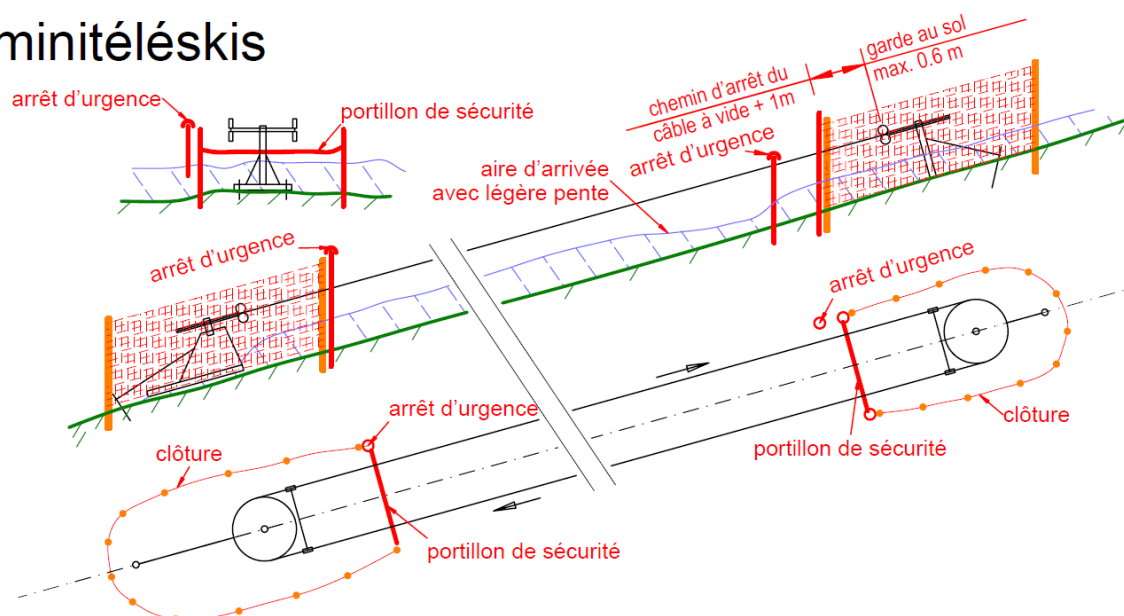 minitéléskis
arrêt d'urgence
portillon de sécurité
chemin d'arrêt du
câble à vide + 1m
garde au sol
max. 0.6 m
arrêt d'urgence
aire d'arrivée
avec légère pente
arrêt d'urgence
arrêt d'urgence
clôture
portillon de sécurité
arrêt d'urgence
clôture
portillon de sécurité